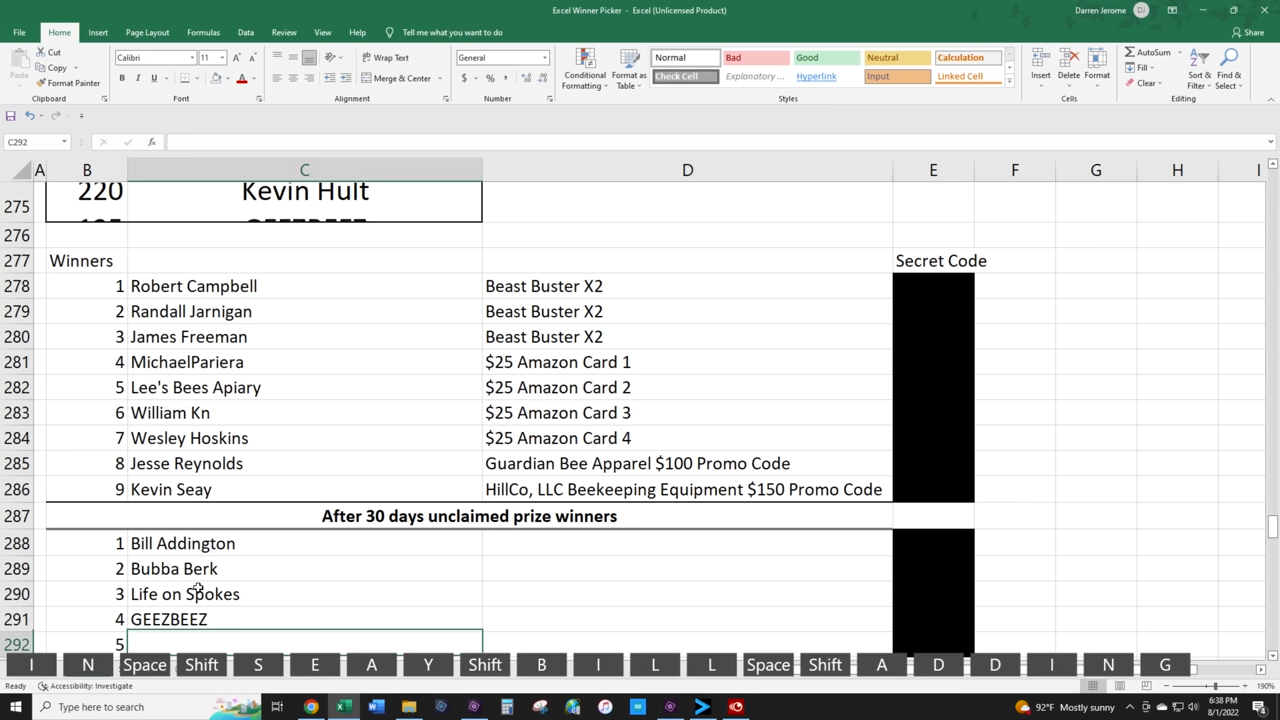 Excel Winner Picker - Excel (Unlicensed Product)
Darren Jerome DJ
File Home Insert Page Layout Formulas Data Review View Help Tell me what you want to do Share
Cut
Copy
Format Painter
Paste
Clipboard
Calibri 11
B I U
Font
Wrap Text
Merge & Center
Alignment
General
$ % ,
Number
Conditional Formatting
Format as Table
Normal Bad Good Neutral Calculation
Check Cell Explanatory ... Hyperlink Input Linked Cell
Styles
Insert Delete Format
Cells
AutoSum
Fill
Clear
Sort & Filter
Find & Select
Editing
C292 fx
A B C D E F G H I
275 220 Kevin Hult
GEEZBEEZ
276
277 Winners Secret Code
278 1 Robert Campbell Beast Buster X2
279 2 Randall Jarnigan Beast Buster X2
280 3 James Freeman Beast Buster X2
281 4 MichaelPariera $25 Amazon Card 1
282 5 Lee's Bees Apiary $25 Amazon Card 2
283 6 William Kn $25 Amazon Card 3
284 7 Wesley Hoskins $25 Amazon Card 4
285 8 Jesse Reynolds Guardian Bee Apparel $100 Promo Code
286 9 Kevin Seay HillCo, LLC Beekeeping Equipment $150 Promo Code
287 After 30 days unclaimed prize winners
288 1 Bill Addington
289 2 Bubba Berk
290 3 Life on Spokes
291 4 GEEZBEEZ
292 5
I N Space Shift S E A Y Shift B I L L Space Shift A D D I N G
Ready Accessibility: Investigate 190%
Type here to search 92°F Mostly sunny 6:38 PM
8/1/2022